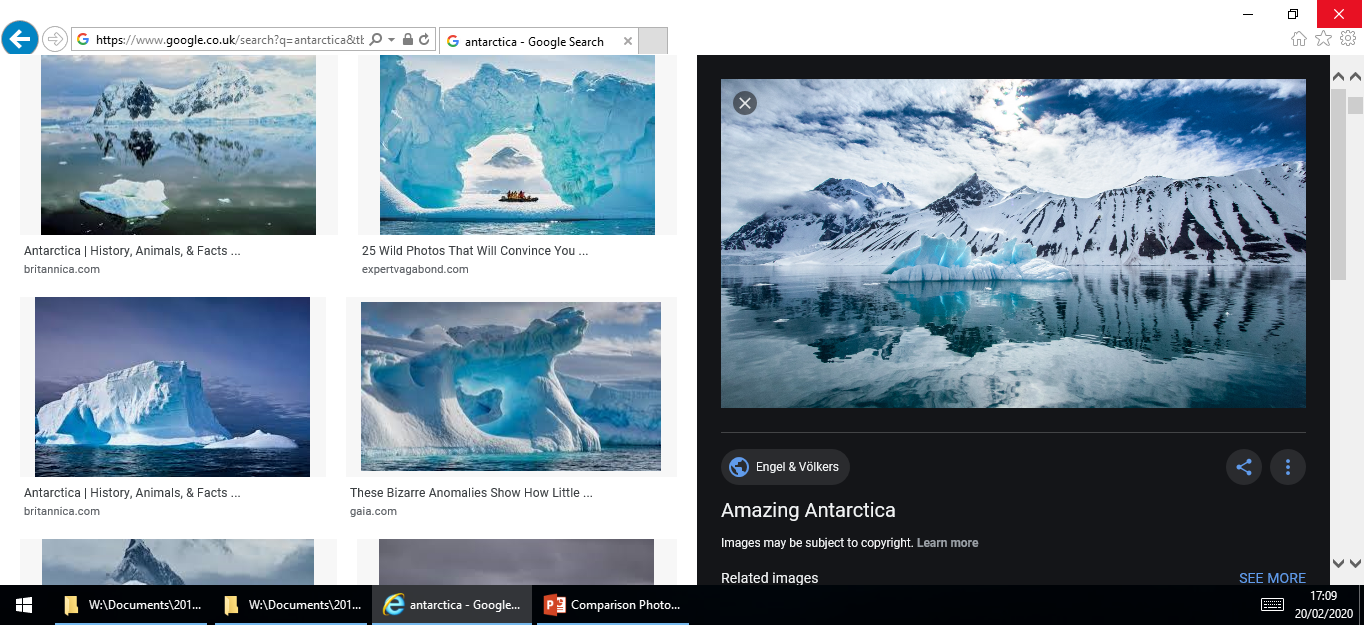 https://www.google.co.uk/search?q=antarctica&tb
antarctica - Google Search
Antarctica | History, Animals, & Facts ...
britannica.com
25 Wild Photos That Will Convince You ...
expertvagabond.com
Antarctica | History, Animals, & Facts ...
britannica.com
These Bizarre Anomalies Show How Little ...
gaia.com
Engel & Völkers
Amazing Antarctica
Images may be subject to copyright. Learn more
Related images
SEE MORE
W:\Documents\201...
W:\Documents\201...
antarctica - Google...
Comparison Photo...
17:09
20/02/2020